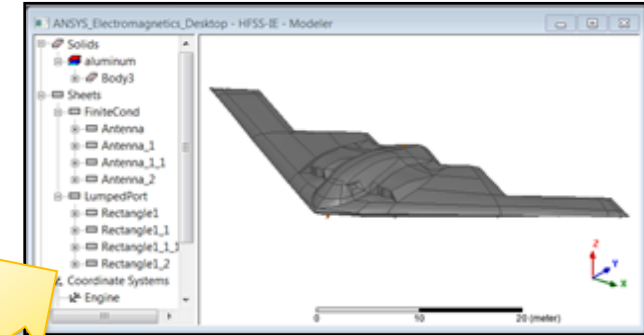 ANSYS_Electromagnetics_Desktop - HFSS-IE - Modeler
Solids
aluminum
Body3
Sheets
FiniteCond
Antenna
Antenna_1
Antenna_1_1
Antenna_2
LumpedPort
Rectangle1
Rectangle1_1
Rectangle1_1_1
Rectangle1_2
Coordinate Systems
Engine
Z
Y
X
0 10 20 (meter)